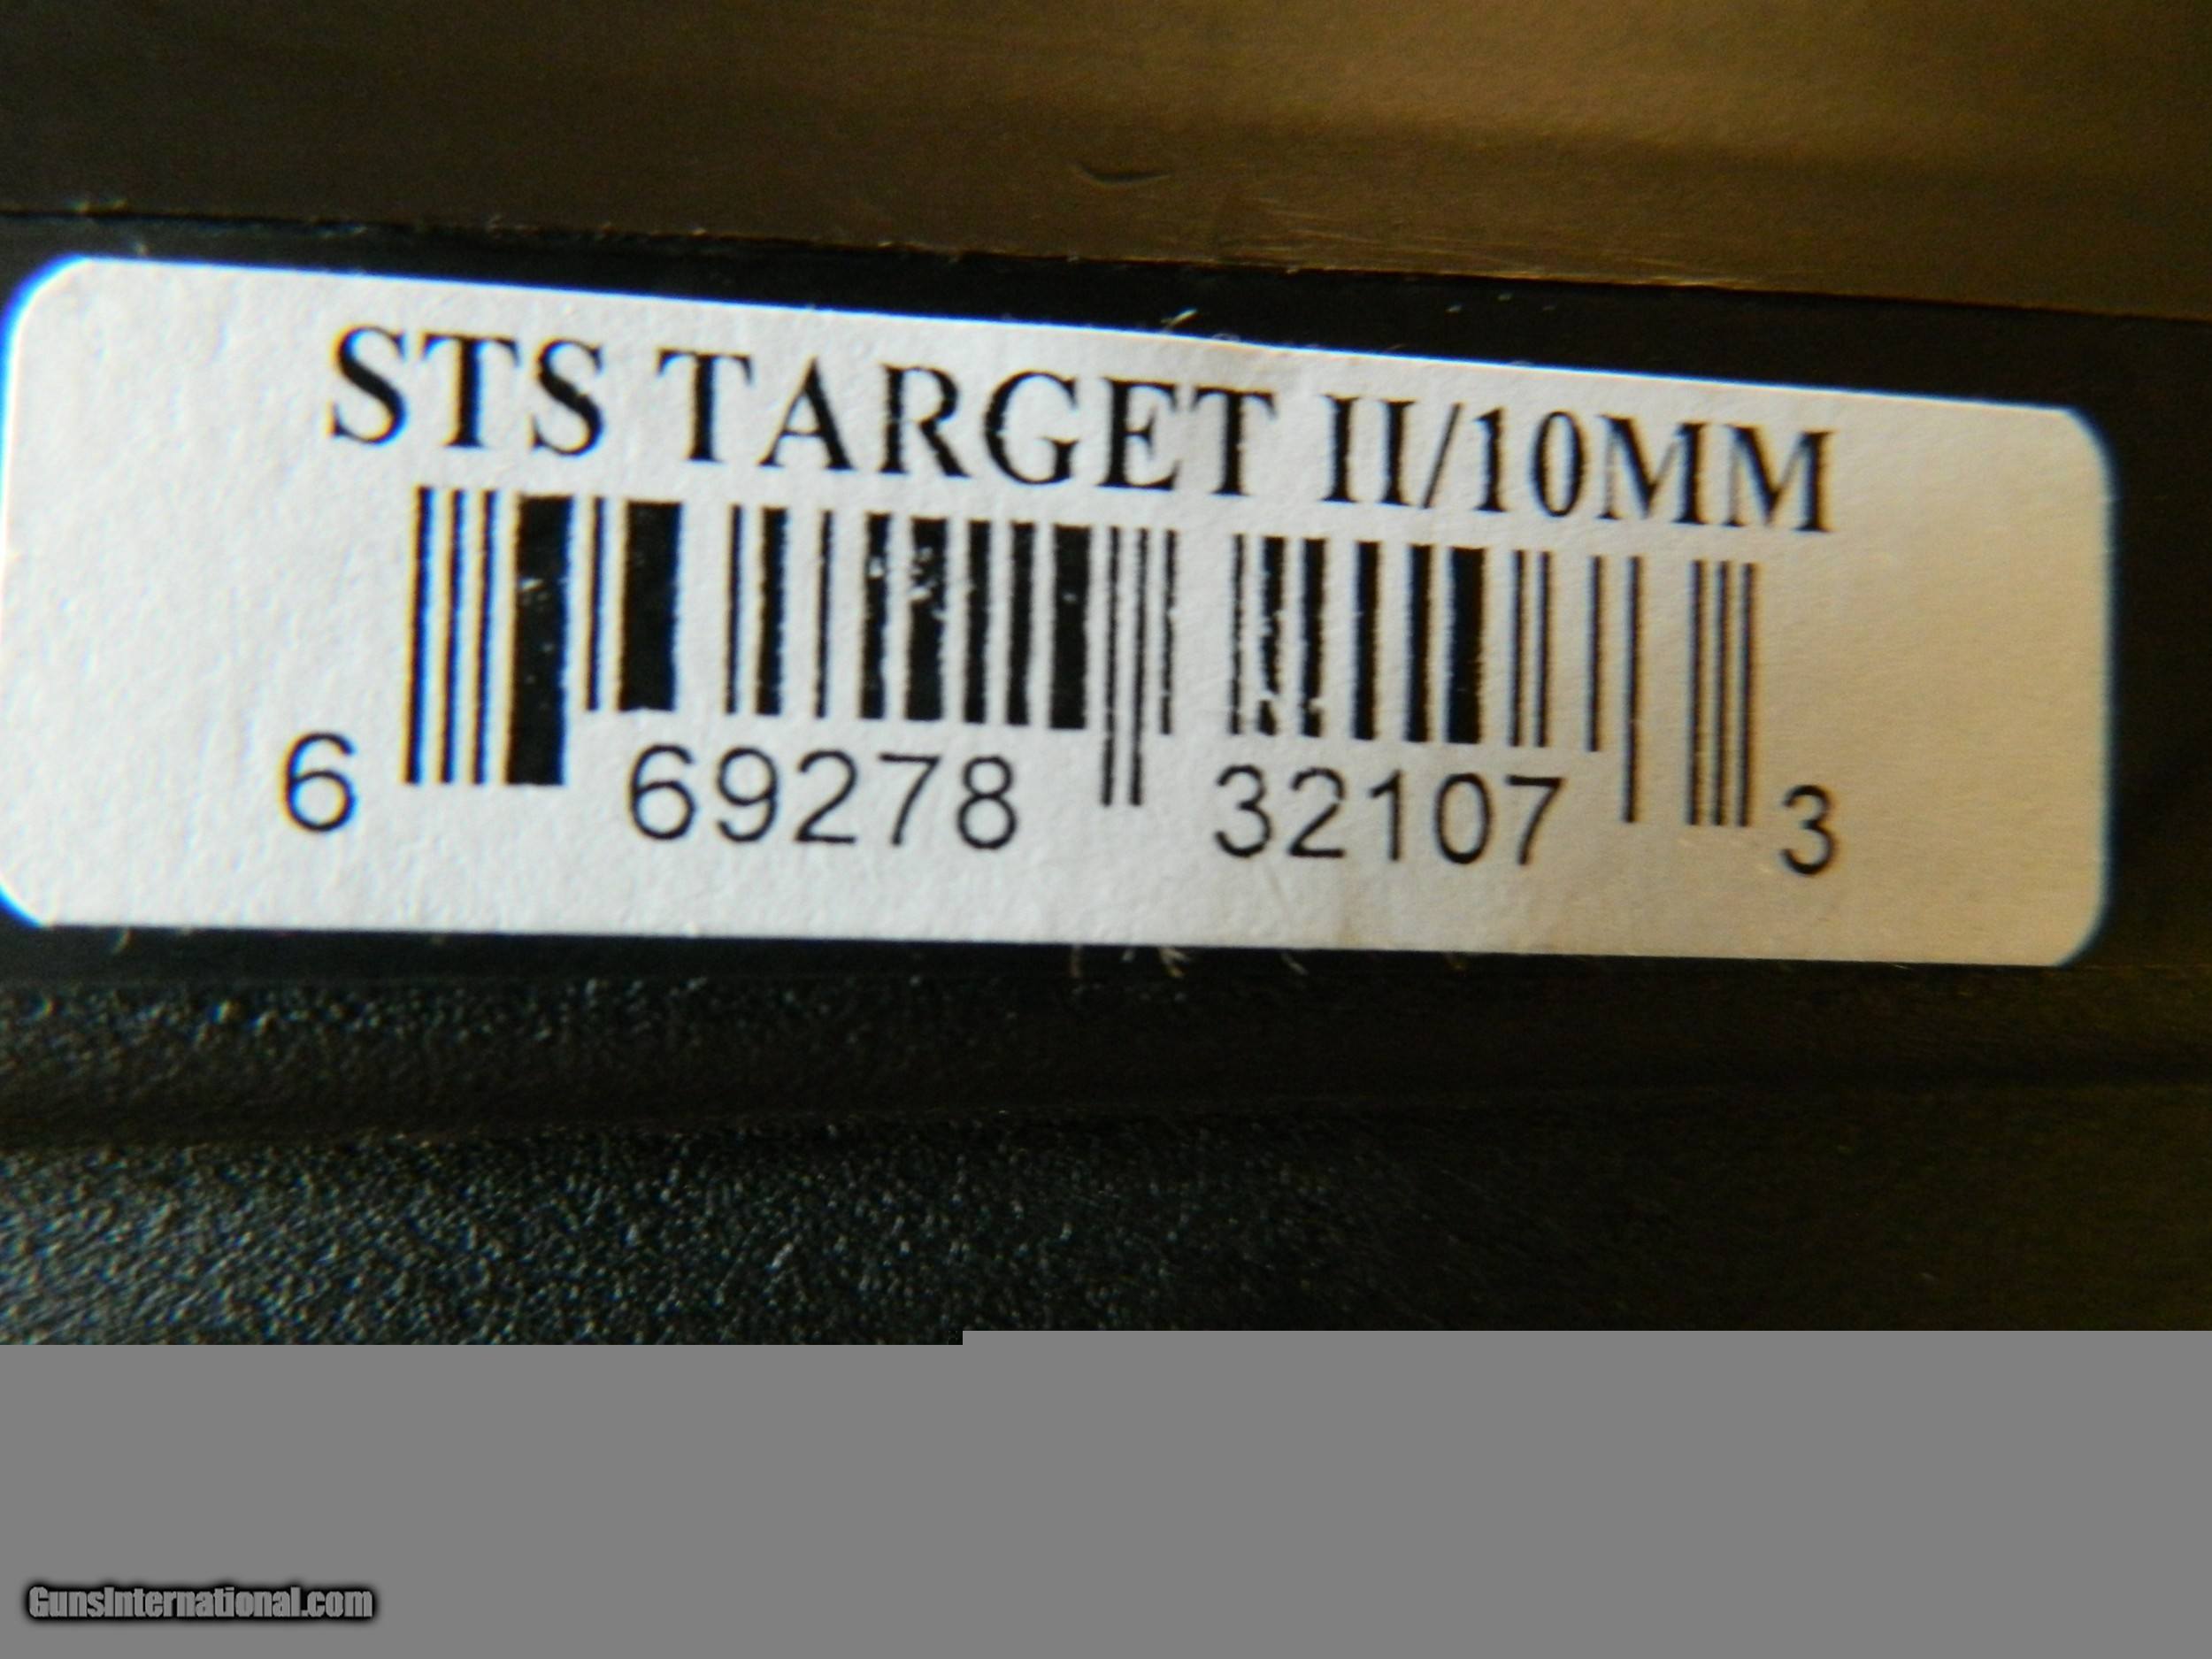 STS TARGET II/10MM
6 69278 32107 3
GunsInternational.com